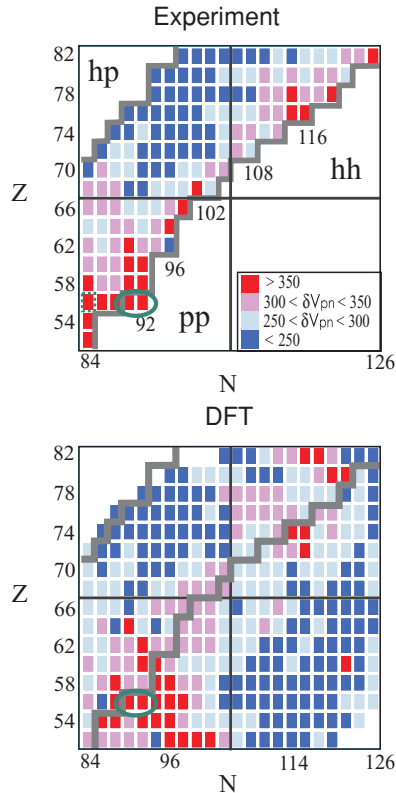 Experiment
82
hp
78
74
116
Z
70
108
hh
66
102
62
96
58
> 350
300 < δVpn < 350
54
92
pp
250 < δVpn < 300
< 250
84
126
N
DFT
82
78
74
Z
70
66
62
58
54
84
96
114
126
N